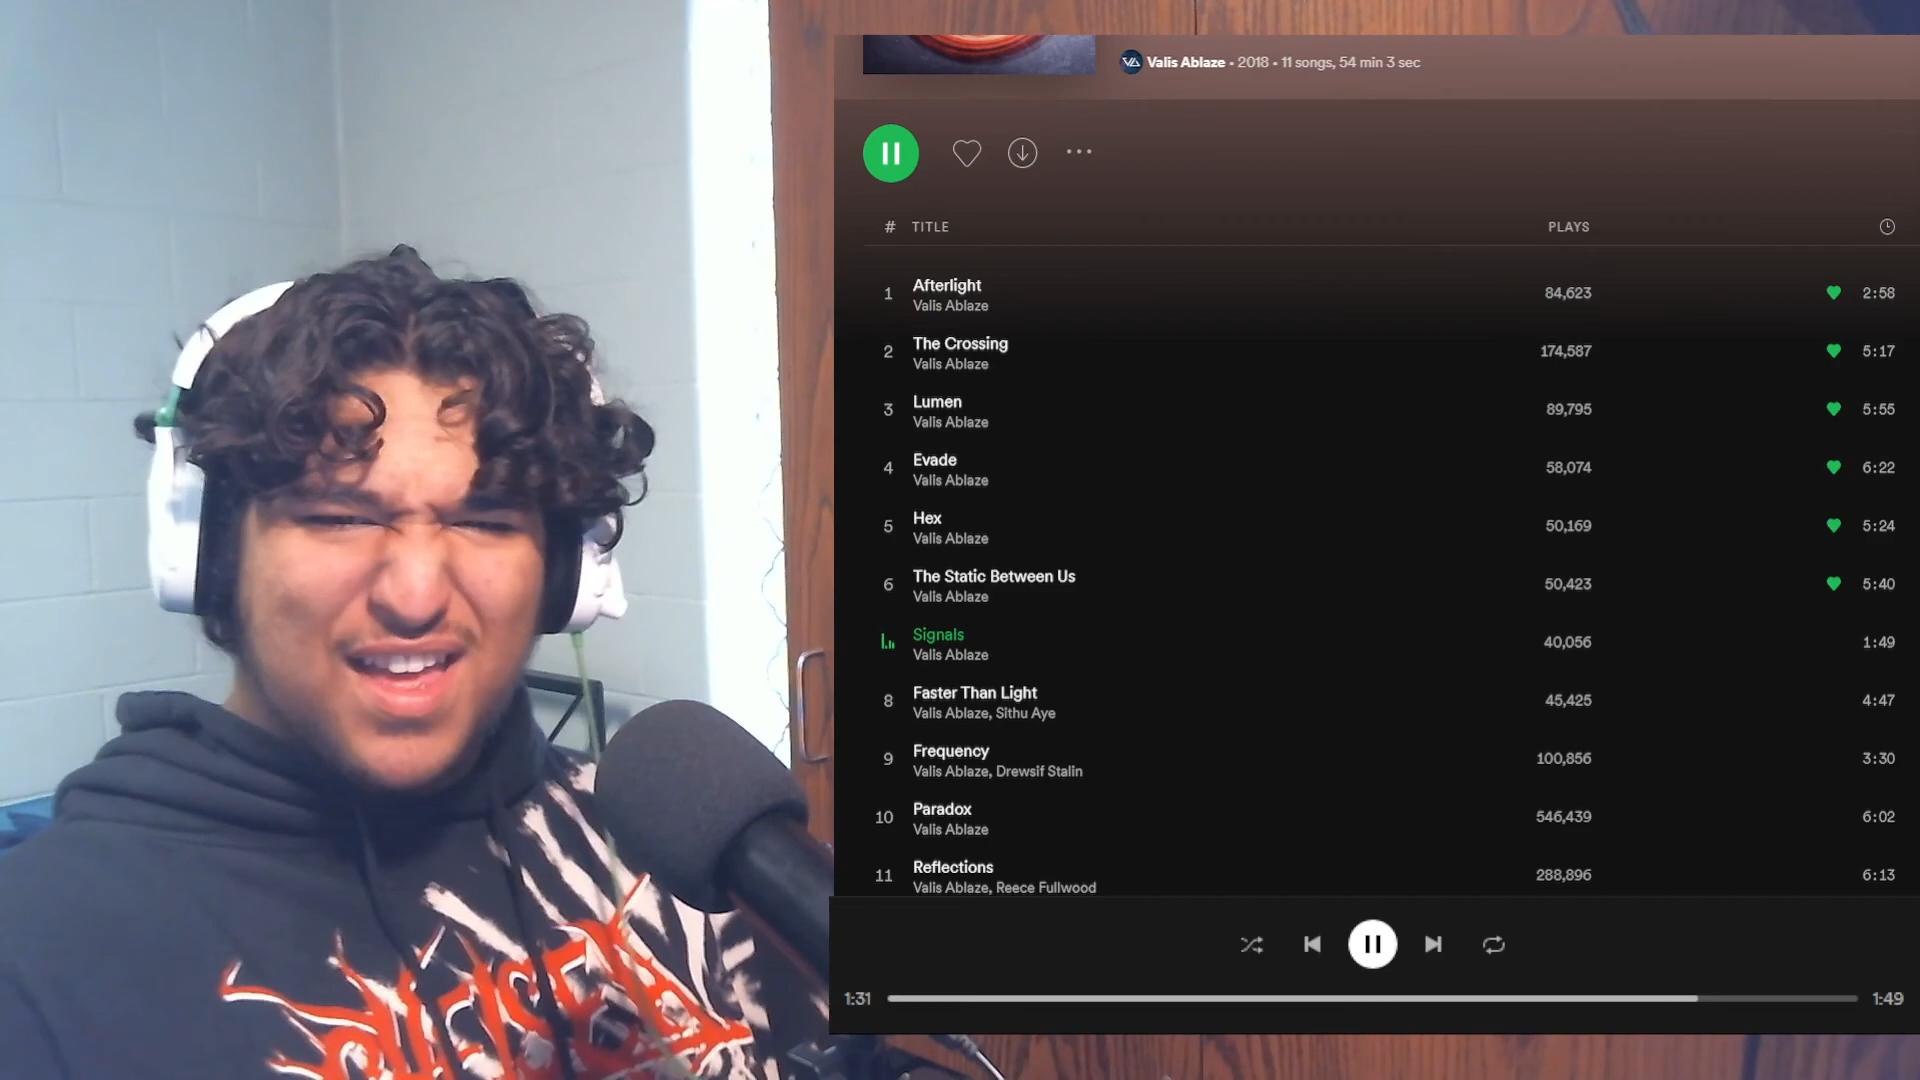 Valis Ablaze • 2018 • 11 songs, 54 min 3 sec
# TITLE PLAYS
1 Afterlight 84,623 2:58
Valis Ablaze
2 The Crossing 174,587 5:17
Valis Ablaze
3 Lumen 89,795 5:55
Valis Ablaze
4 Evade 58,074 6:22
Valis Ablaze
5 Hex 50,169 5:24
Valis Ablaze
6 The Static Between Us 50,423 5:40
Valis Ablaze
Signals 40,056 1:49
Valis Ablaze
8 Faster Than Light 45,425 4:47
Valis Ablaze, Sithu Aye
9 Frequency 100,856 3:30
Valis Ablaze, Drewsif Stalin
10 Paradox 546,439 6:02
Valis Ablaze
11 Reflections 288,896 6:13
Valis Ablaze, Reece Fullwood
1:31 1:49